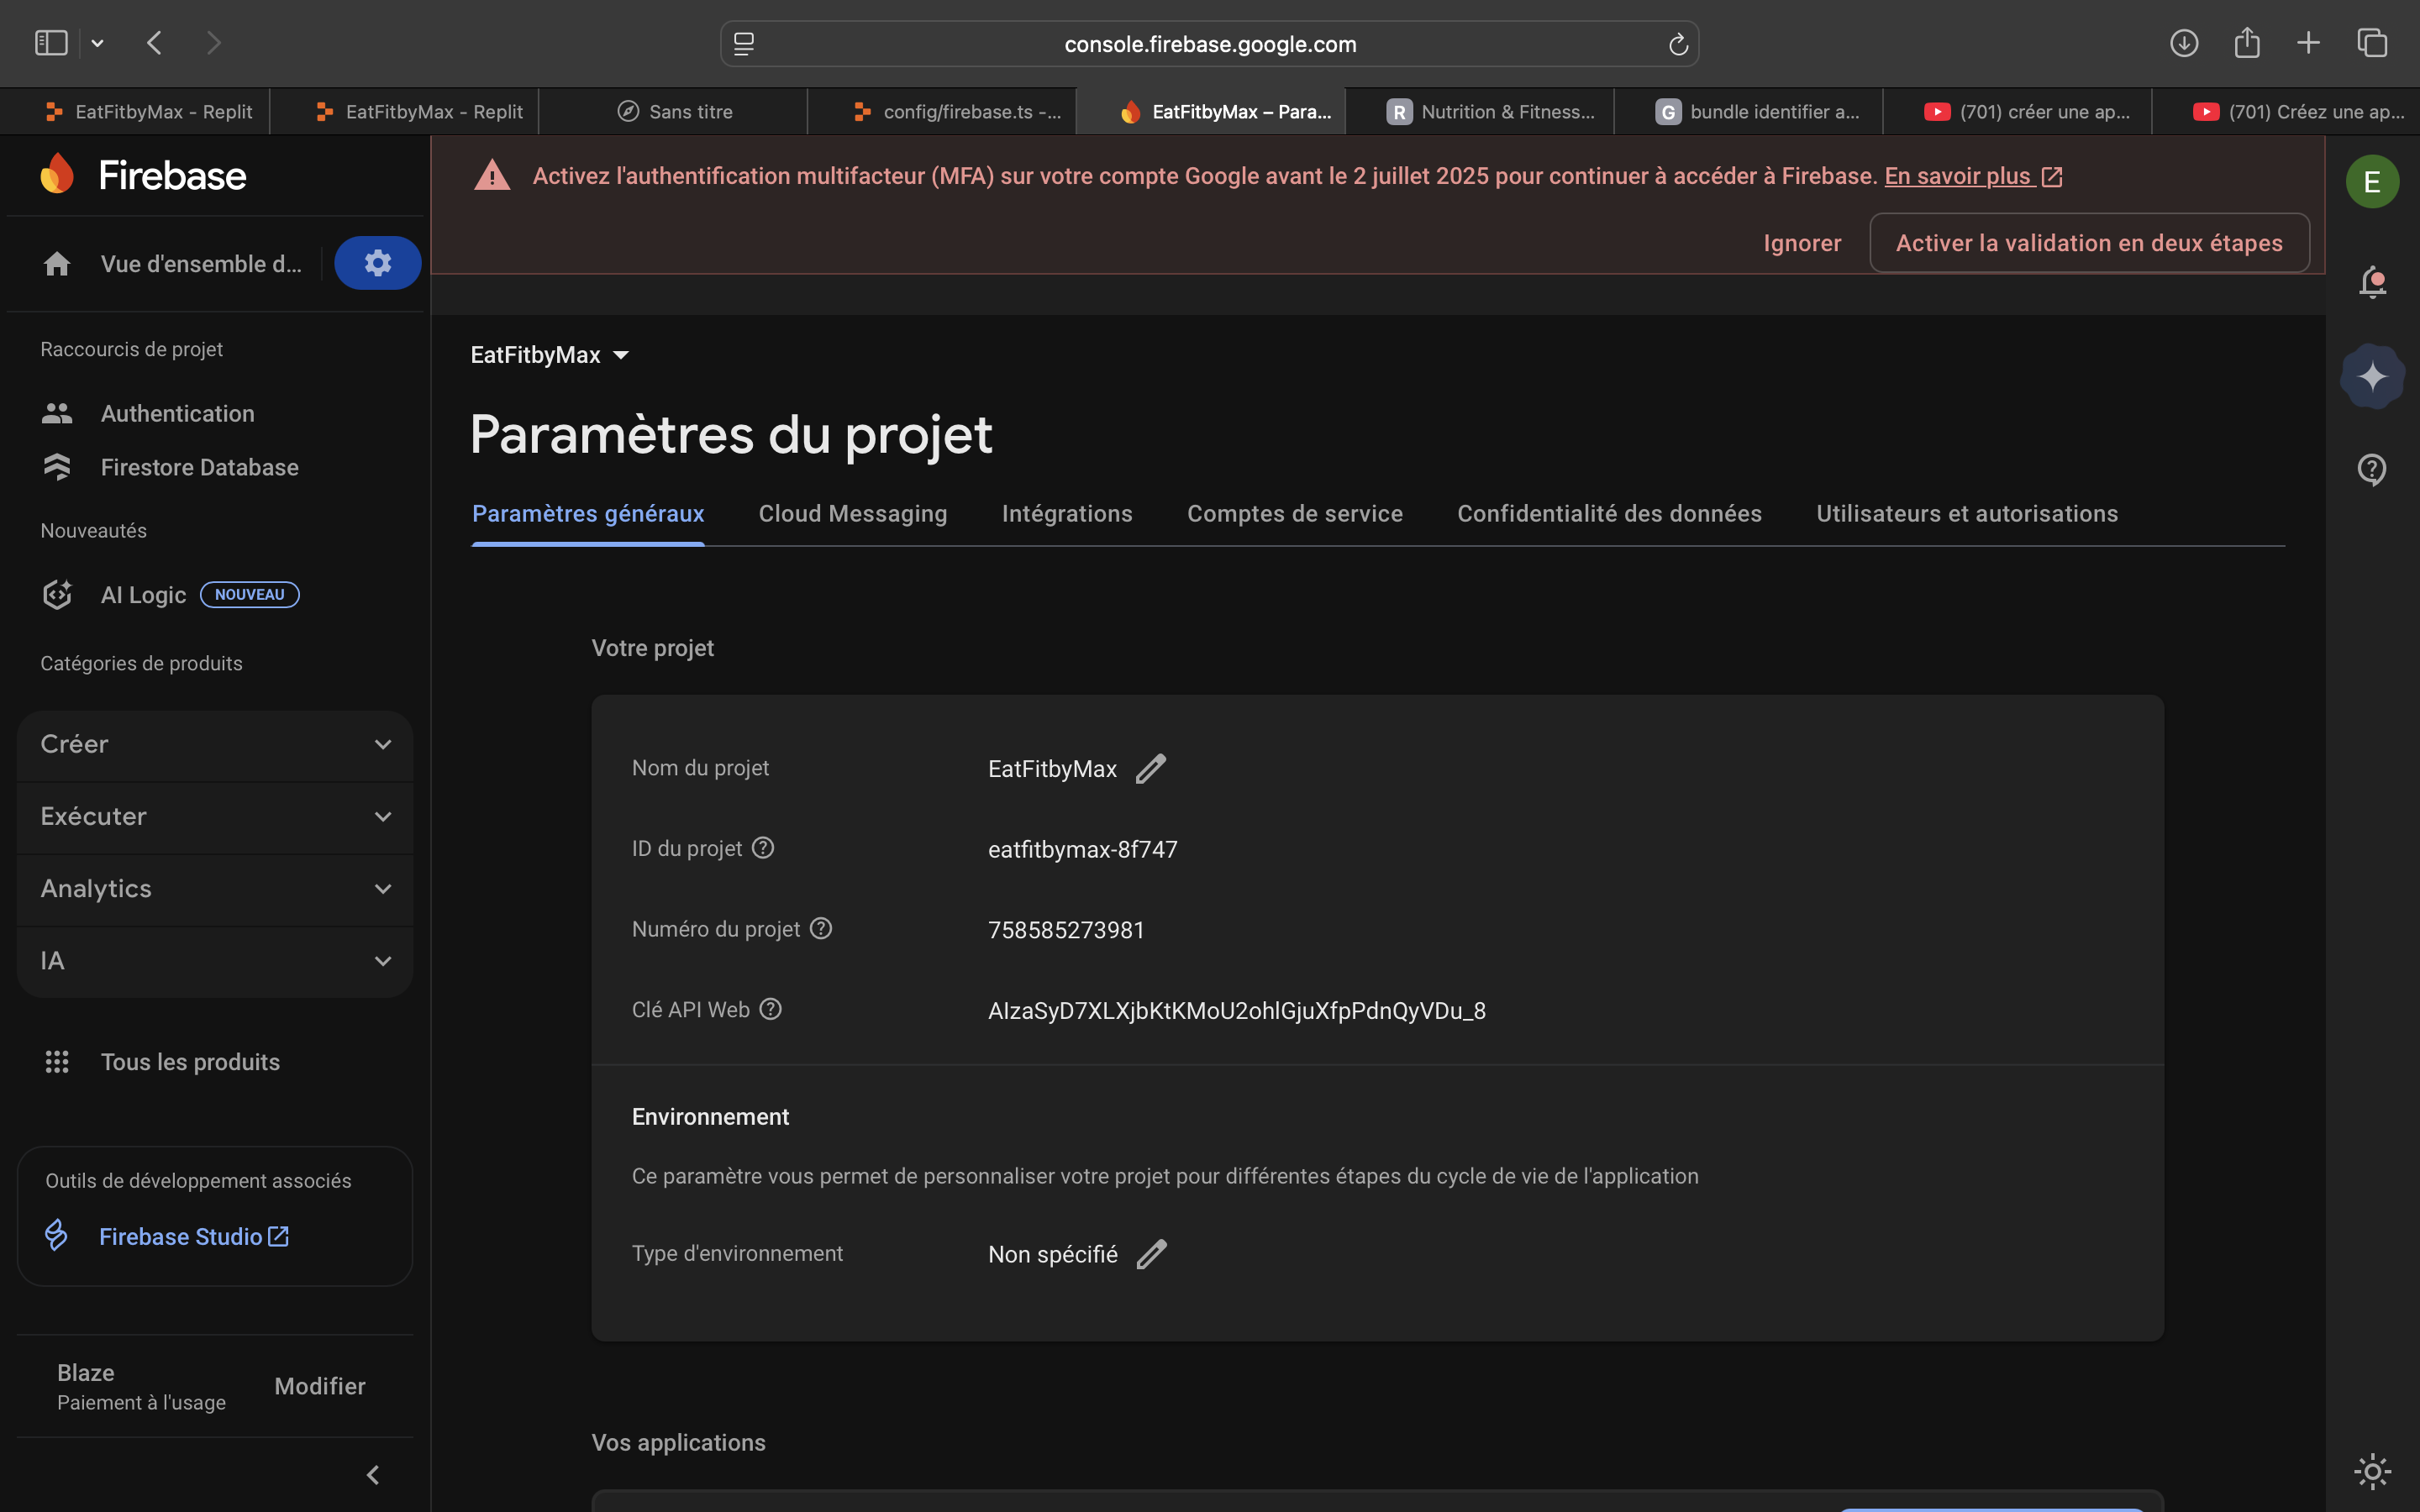 console.firebase.google.com
EatFitbyMax - Replit
EatFitbyMax - Replit
Sans titre
config/firebase.ts -...
EatFitbyMax – Para...
R Nutrition & Fitness...
G bundle identifier a...
(701) créer une ap...
(701) Créez une ap...
Firebase
Vue d'ensemble d...
Raccourcis de projet
Authentication
Firestore Database
Nouveautés
AI Logic NOUVEAU
Catégories de produits
Créer
Exécuter
Analytics
IA
Tous les produits
Outils de développement associés
Firebase Studio
Blaze
Paiement à l'usage
Modifier
Activez l'authentification multifacteur (MFA) sur votre compte Google avant le 2 juillet 2025 pour continuer à accéder à Firebase. En savoir plus
Ignorer
Activer la validation en deux étapes
E
EatFitbyMax
Paramètres du projet
Paramètres généraux
Cloud Messaging
Intégrations
Comptes de service
Confidentialité des données
Utilisateurs et autorisations
Votre projet
Nom du projet EatFitbyMax
ID du projet eatfitbymax-8f747
Numéro du projet 758585273981
Clé API Web AIzaSyD7XLXjbKtKMoU2ohlGjuXfpPdnQyVDu_8
Environnement
Ce paramètre vous permet de personnaliser votre projet pour différentes étapes du cycle de vie de l'application
Type d'environnement Non spécifié
Vos applications